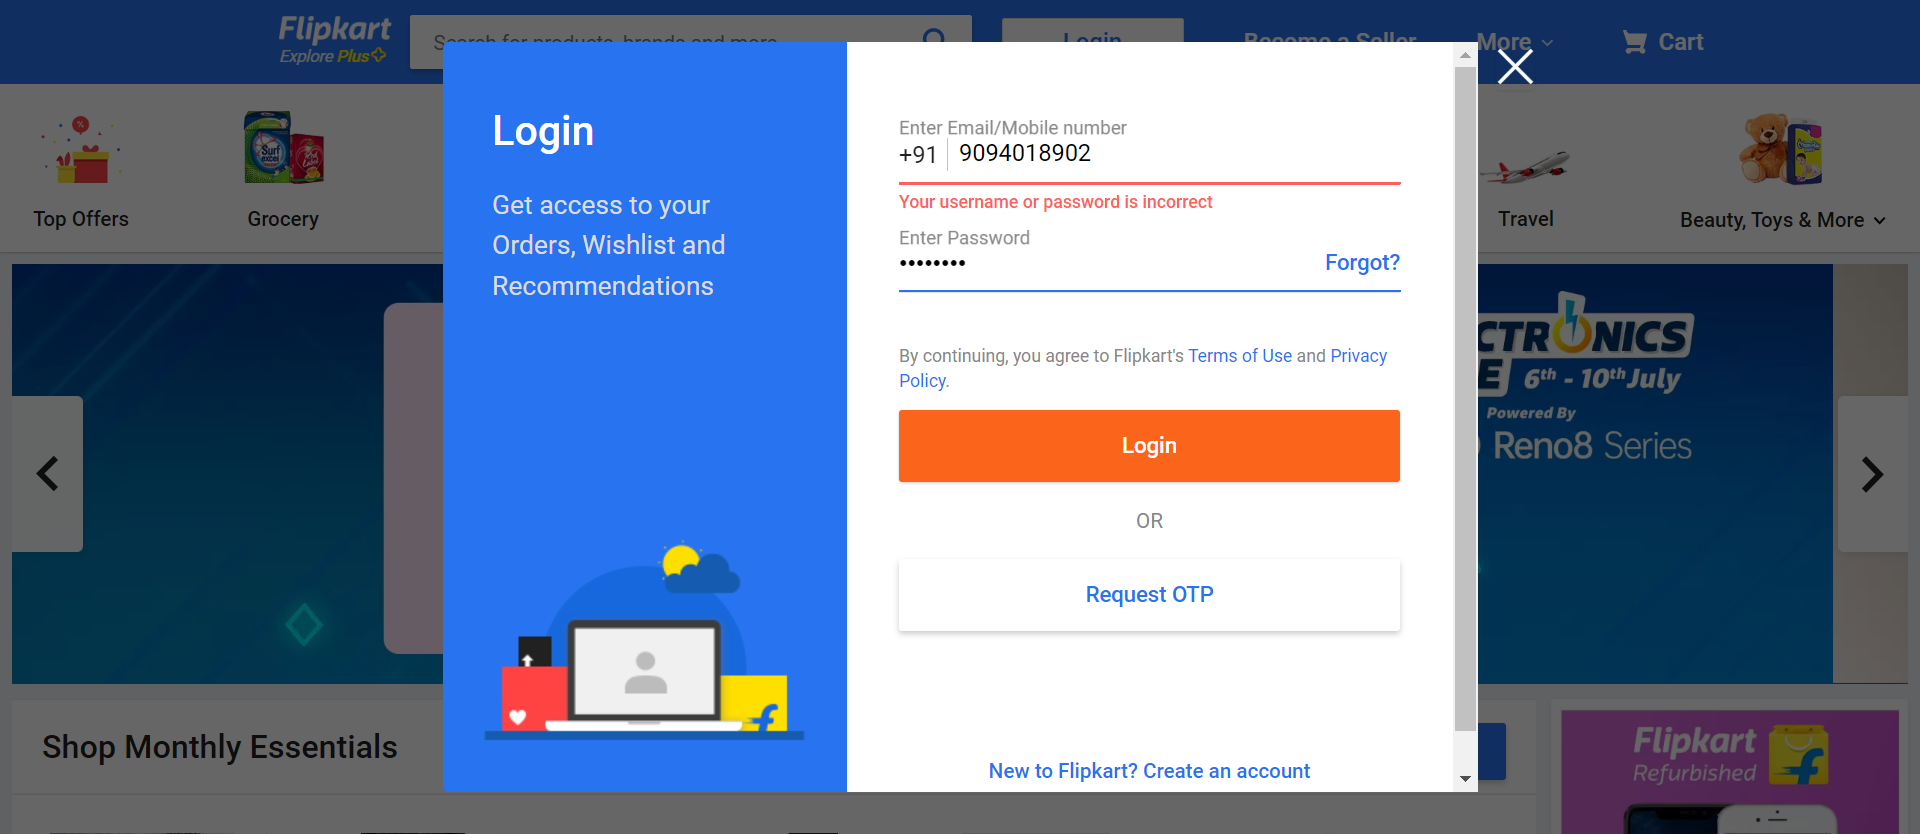 Flipkart
Explore Plus
Search for products, brands and more
Login
Become a Seller
More
Cart
Top Offers
Surf excel
Grocery
Travel
Beauty, Toys & More
Login
Get access to your
Orders, Wishlist and
Recommendations
Enter Email/Mobile number
+91 9094018902
Your username or password is incorrect
Enter Password
••••••••
Forgot?
By continuing, you agree to Flipkart's Terms of Use and Privacy
Policy.
Login
OR
Request OTP
New to Flipkart? Create an account
CTRONICS
E 6th - 10th July
Powered By
Reno8 Series
Shop Monthly Essentials
Flipkart
Refurbished